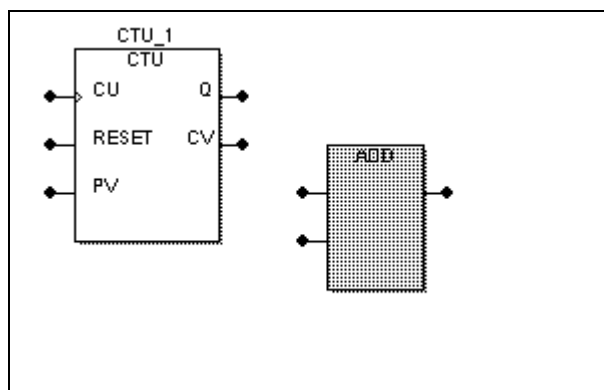 CTU_1
CTU
CU Q
RESET CV
PV
ADD